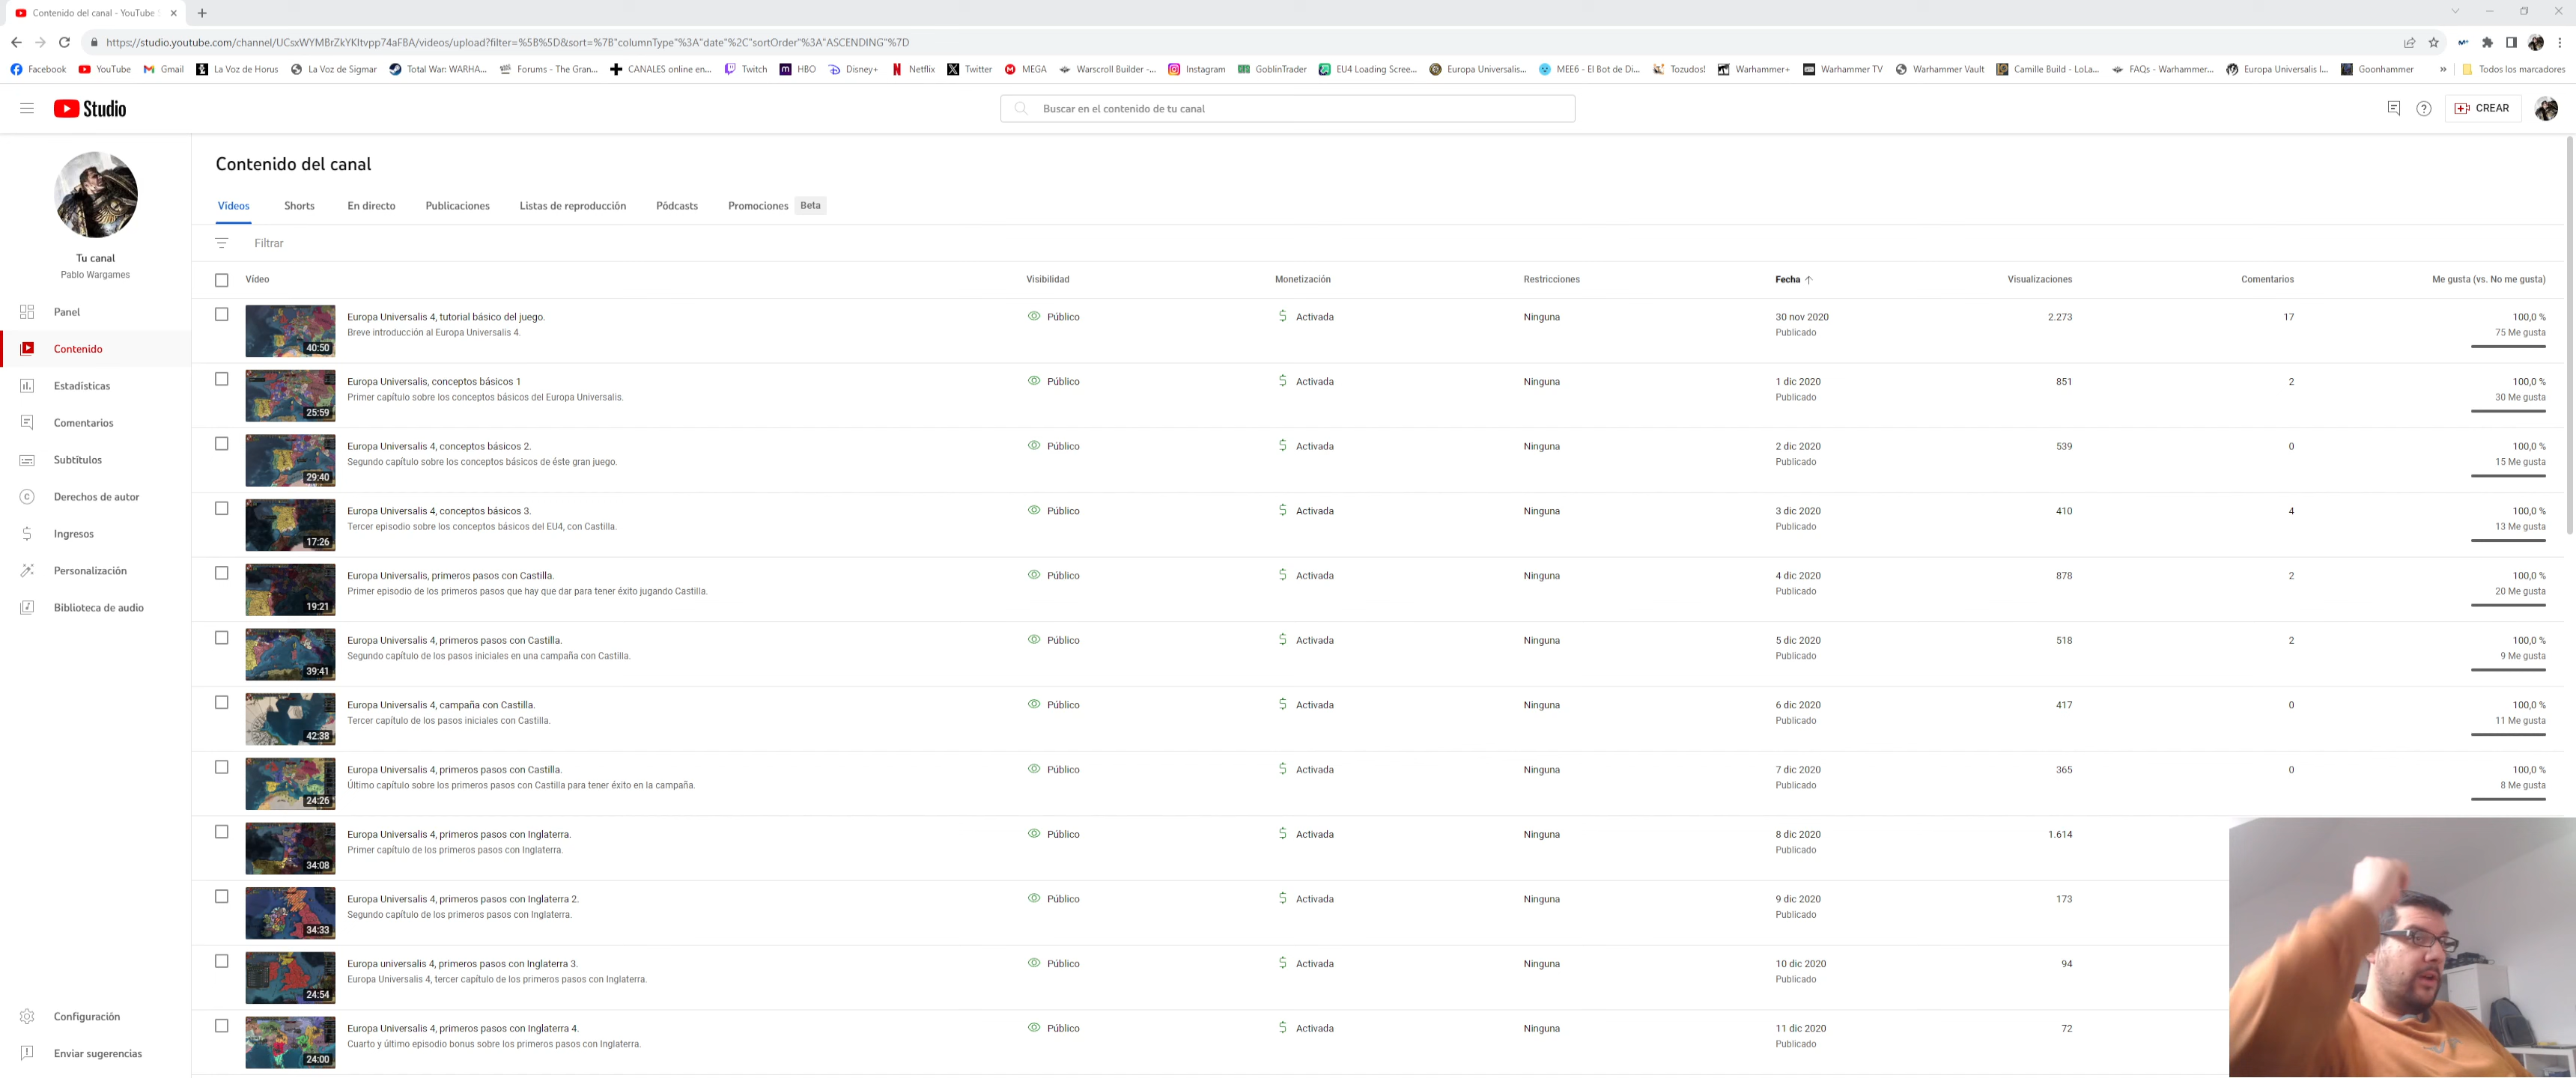 Contenido del canal - YouTube S
https://studio.youtube.com/channel/UCsxWYMBrZkYKItvpp74aFBA/videos/upload?filter=%5B%5D&sort=%7B"columnType"%3A"date"%2C"sortOrder"%3A"ASCENDING"%7D
Facebook YouTube Gmail La Voz de Horus La Voz de Sigmar Total War: WARHA... Forums - The Gran... CANALES online en... Twitch HBO Disney+ Netflix Twitter MEGA Warscroll Builder -... Instagram GoblinTrader EU4 Loading Scree... Europa Universalis... MEE6 - El Bot de Di... Tozudos! Warhammer+ Warhammer TV Warhammer Vault Camille Build - LoLa... FAQs - Warhammer... Europa Universalis I... Goonhammer » Todos los marcadores
Studio
Buscar en el contenido de tu canal
CREAR
Tu canal
Pablo Wargames
Panel
Contenido
Estadísticas
Comentarios
Subtítulos
Derechos de autor
Ingresos
Personalización
Biblioteca de audio
Configuración
Enviar sugerencias
Contenido del canal
Vídeos Shorts En directo Publicaciones Listas de reproducción Pódcasts Promociones Beta
Filtrar
Vídeo Visibilidad Monetización Restricciones Fecha Visualizaciones Comentarios Me gusta (vs. No me gusta)
Europa Universalis 4, tutorial básico del juego. Público Activada Ninguna 30 nov 2020 2.273 17 100,0 %
Breve introducción al Europa Universalis 4. Publicado 75 Me gusta
40:50
Europa Universalis, conceptos básicos 1 Público Activada Ninguna 1 dic 2020 851 2 100,0 %
Primer capítulo sobre los conceptos básicos del Europa Universalis. Publicado 30 Me gusta
25:59
Europa Universalis 4, conceptos básicos 2. Público Activada Ninguna 2 dic 2020 539 0 100,0 %
Segundo capítulo sobre los conceptos básicos de éste gran juego. Publicado 15 Me gusta
29:40
Europa Universalis 4, conceptos básicos 3. Público Activada Ninguna 3 dic 2020 410 4 100,0 %
Tercer episodio sobre los conceptos básicos del EU4, con Castilla. Publicado 13 Me gusta
17:26
Europa Universalis, primeros pasos con Castilla. Público Activada Ninguna 4 dic 2020 878 2 100,0 %
Primer episodio de los primeros pasos que hay que dar para tener éxito jugando Castilla. Publicado 20 Me gusta
19:21
Europa Universalis 4, primeros pasos con Castilla. Público Activada Ninguna 5 dic 2020 518 2 100,0 %
Segundo capítulo de los pasos iniciales en una campaña con Castilla. Publicado 9 Me gusta
39:41
Europa Universalis 4, campaña con Castilla. Público Activada Ninguna 6 dic 2020 417 0 100,0 %
Tercer capítulo de los pasos iniciales con Castilla. Publicado 11 Me gusta
42:38
Europa Universalis 4, primeros pasos con Castilla. Público Activada Ninguna 7 dic 2020 365 0 100,0 %
Último capítulo sobre los primeros pasos con Castilla para tener éxito en la campaña. Publicado 8 Me gusta
24:26
Europa Universalis 4, primeros pasos con Inglaterra. Público Activada Ninguna 8 dic 2020 1.614
Primer capítulo de los primeros pasos con Inglaterra. Publicado
34:08
Europa Universalis 4, primeros pasos con Inglaterra 2. Público Activada Ninguna 9 dic 2020 173
Segundo capítulo de los primeros pasos con Inglaterra. Publicado
34:33
Europa universalis 4, primeros pasos con Inglaterra 3. Público Activada Ninguna 10 dic 2020 94
Europa Universalis 4, tercer capítulo de los primeros pasos con Inglaterra. Publicado
24:54
Europa Universalis 4, primeros pasos con Inglaterra 4. Público Activada Ninguna 11 dic 2020 72
Cuarto y último episodio bonus sobre los primeros pasos con Inglaterra. Publicado
24:00